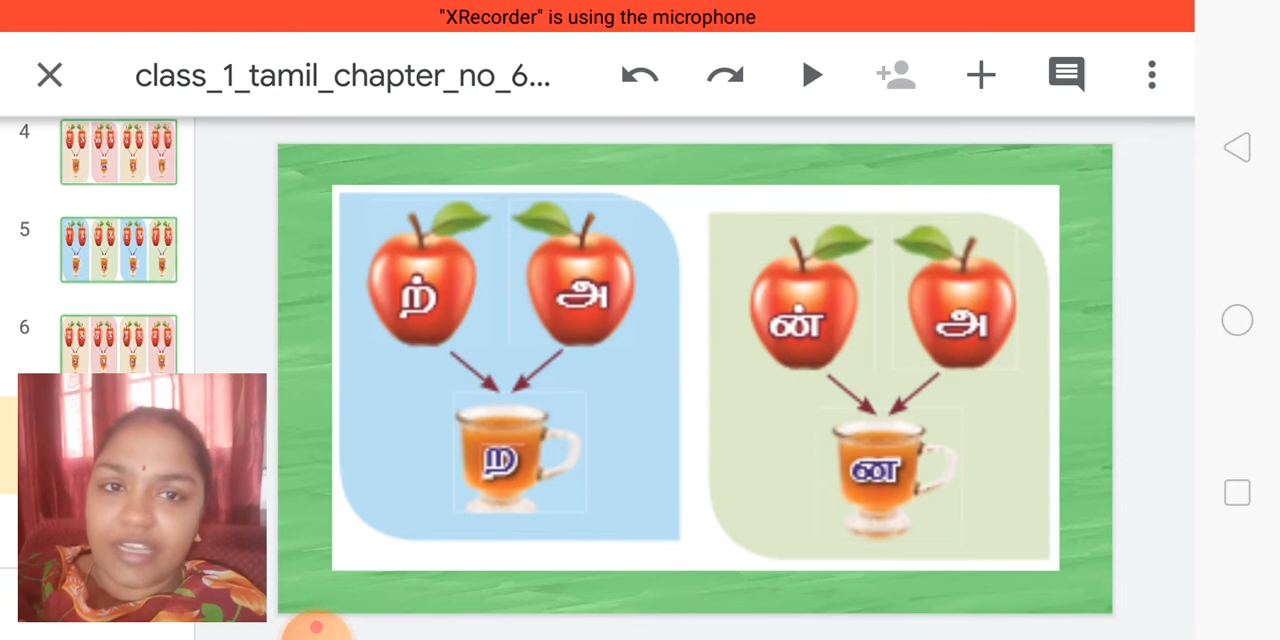 "XRecorder" is using the microphone
class_1_tamil_chapter_no_6...
4
5
6
ற் அ
ற
ன் அ
ன